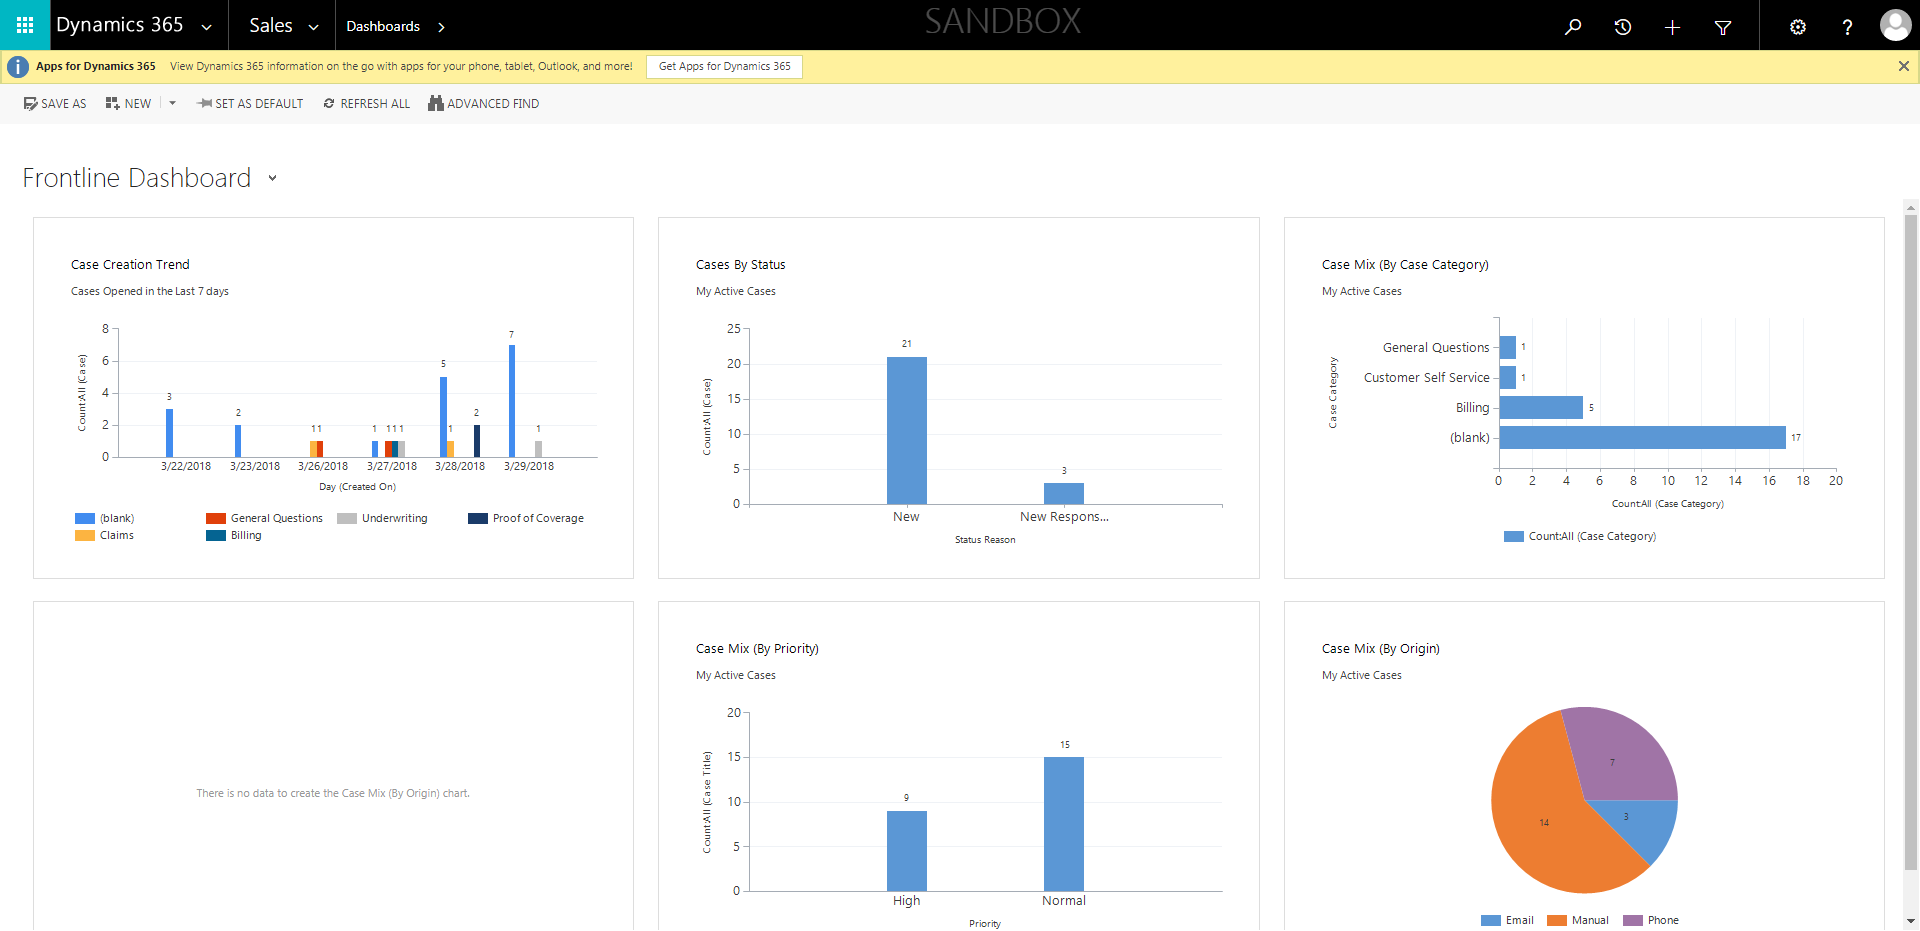 Dynamics 365 Sales Dashboards SANDBOX ?
i Apps for Dynamics 365 View Dynamics 365 information on the go with apps for your phone, tablet, Outlook, and more! Get Apps for Dynamics 365
SAVE AS NEW SET AS DEFAULT REFRESH ALL ADVANCED FIND
Frontline Dashboard
Case Creation Trend
Cases Opened in the Last 7 days
Count:All (Case)
8
6
4
2
0
3
2
1 1
1 1 1 1
5
1
2
7
1
3/22/2018 3/23/2018 3/26/2018 3/27/2018 3/28/2018 3/29/2018
Day (Created On)
(blank) General Questions Underwriting Proof of Coverage
Claims Billing
Cases By Status
My Active Cases
Count:All (Case)
25
20
15
10
5
0
21
3
New New Respons...
Status Reason
Case Mix (By Case Category)
My Active Cases
Case Category
General Questions 1
Customer Self Service 1
Billing 5
(blank) 17
0 2 4 6 8 10 12 14 16 18 20
Count:All (Case Category)
Count:All (Case Category)
There is no data to create the Case Mix (By Origin) chart.
Case Mix (By Priority)
My Active Cases
Count:All (Case Title)
20
15
10
5
0
9
15
High Normal
Priority
Case Mix (By Origin)
My Active Cases
7
14
3
Email Manual Phone